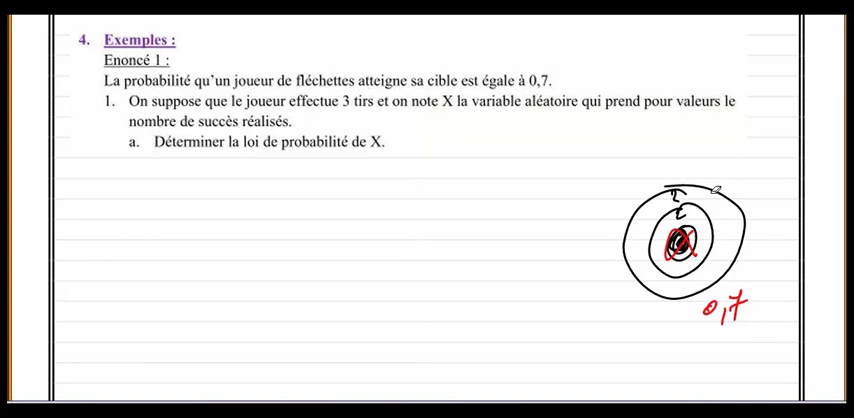 4. Exemples :
Enoncé 1 :
La probabilité qu'un joueur de fléchettes atteigne sa cible est égale à 0,7.
1. On suppose que le joueur effectue 3 tirs et on note X la variable aléatoire qui prend pour valeurs le
nombre de succès réalisés.
a. Déterminer la loi de probabilité de X.
0,7